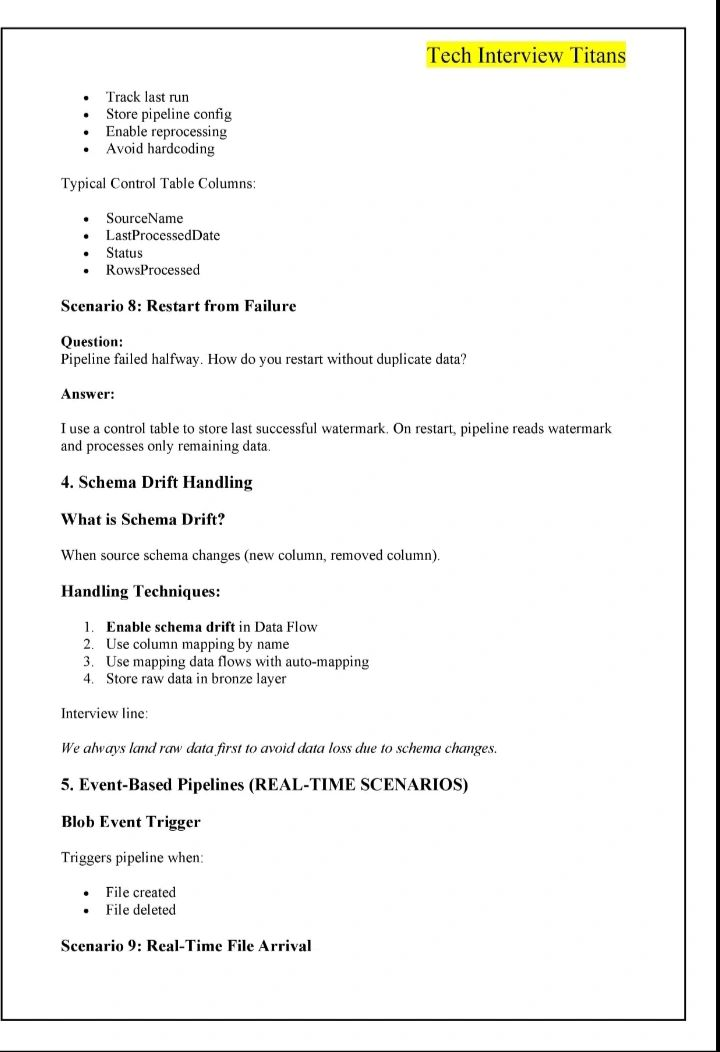 Tech Interview Titans
• Track last run
• Store pipeline config
• Enable reprocessing
• Avoid hardcoding
Typical Control Table Columns:
• SourceName
• LastProcessedDate
• Status
• RowsProcessed
Scenario 8: Restart from Failure
Question:
Pipeline failed halfway. How do you restart without duplicate data?
Answer:
I use a control table to store last successful watermark. On restart, pipeline reads watermark
and processes only remaining data.
4. Schema Drift Handling
What is Schema Drift?
When source schema changes (new column, removed column).
Handling Techniques:
1. Enable schema drift in Data Flow
2. Use column mapping by name
3. Use mapping data flows with auto-mapping
4. Store raw data in bronze layer
Interview line:
We always land raw data first to avoid data loss due to schema changes.
5. Event-Based Pipelines (REAL-TIME SCENARIOS)
Blob Event Trigger
Triggers pipeline when:
• File created
• File deleted
Scenario 9: Real-Time File Arrival